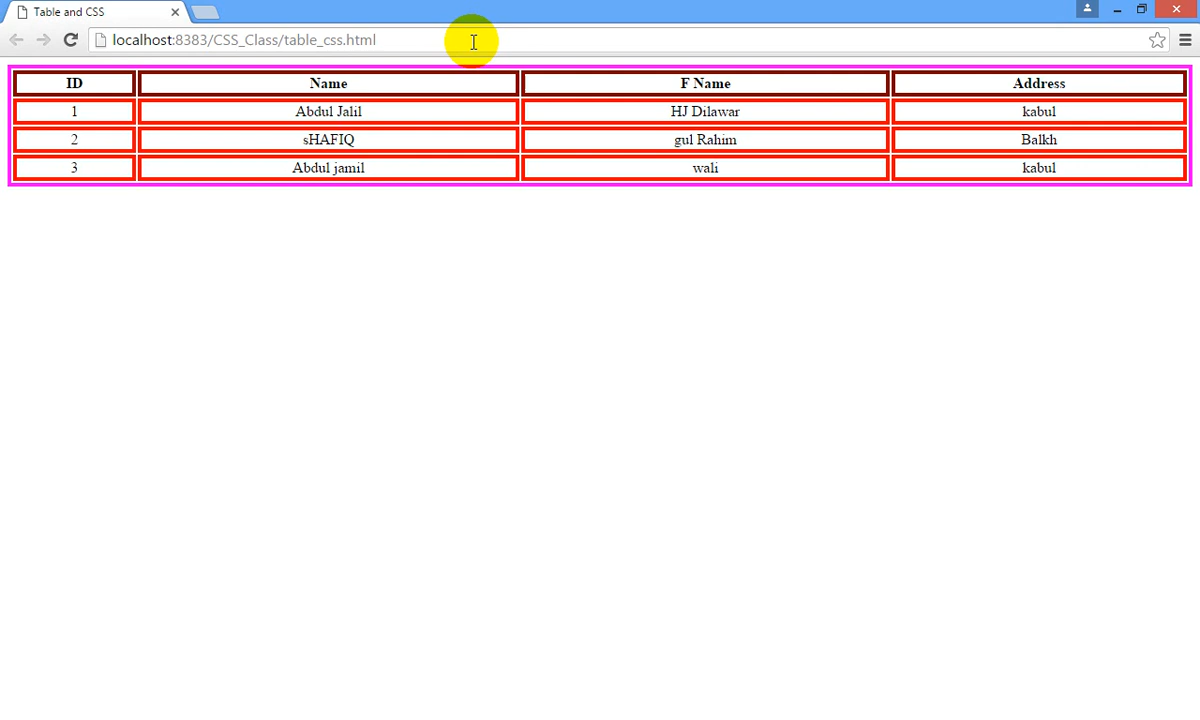 Table and CSS
localhost:8383/CSS_Class/table_css.html
ID Name F Name Address
1 Abdul Jalil HJ Dilawar kabul
2 sHAFIQ gul Rahim Balkh
3 Abdul jamil wali kabul